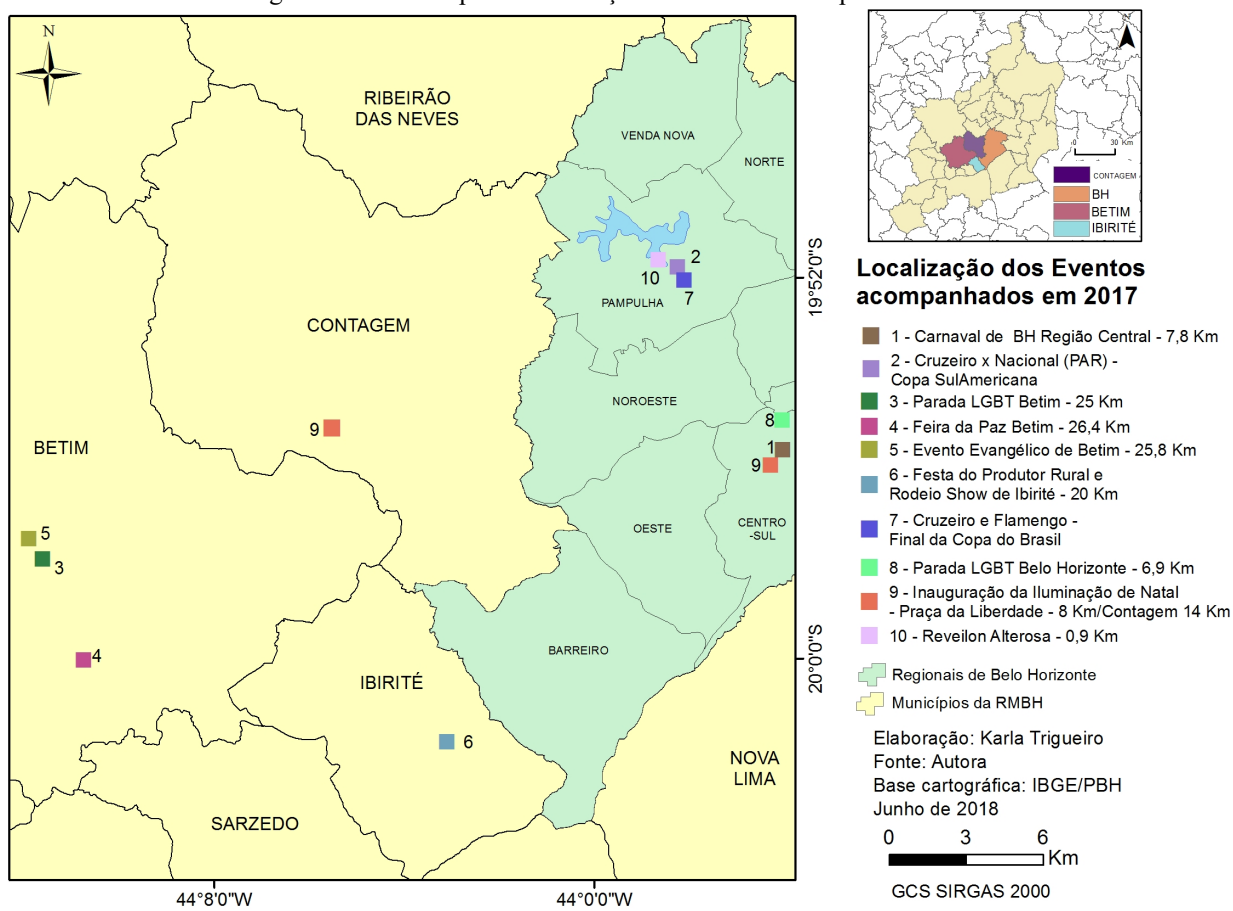 N
RIBEIRÃO
DAS NEVES
VENDA NOVA
NORTE
2
10
7
PAMPULHA
CONTAGEM
NOROESTE
8
9
1
9
BETIM
OESTE
CENTRO
-SUL
5
3
4
BARREIRO
IBIRITÉ
6
NOVA
LIMA
SARZEDO
19°52'0"S
20°0'0"S
44°8'0"W
44°0'0"W
0 30 Km
CONTAGEM
BH
BETIM
IBIRITÉ
Localização dos Eventos
acompanhados em 2017
1 - Carnaval de BH Região Central - 7,8 Km
2 - Cruzeiro x Nacional (PAR) -
Copa SulAmericana
3 - Parada LGBT Betim - 25 Km
4 - Feira da Paz Betim - 26,4 Km
5 - Evento Evangélico de Betim - 25,8 Km
6 - Festa do Produtor Rural e
Rodeio Show de Ibirité - 20 Km
7 - Cruzeiro e Flamengo -
Final da Copa do Brasil
8 - Parada LGBT Belo Horizonte - 6,9 Km
9 - Inauguração da Iluminação de Natal
- Praça da Liberdade - 8 Km/Contagem 14 Km
10 - Reveilon Alterosa - 0,9 Km
Regionais de Belo Horizonte
Municípios da RMBH
Elaboração: Karla Trigueiro
Fonte: Autora
Base cartográfica: IBGE/PBH
Junho de 2018
0 3 6
Km
GCS SIRGAS 2000